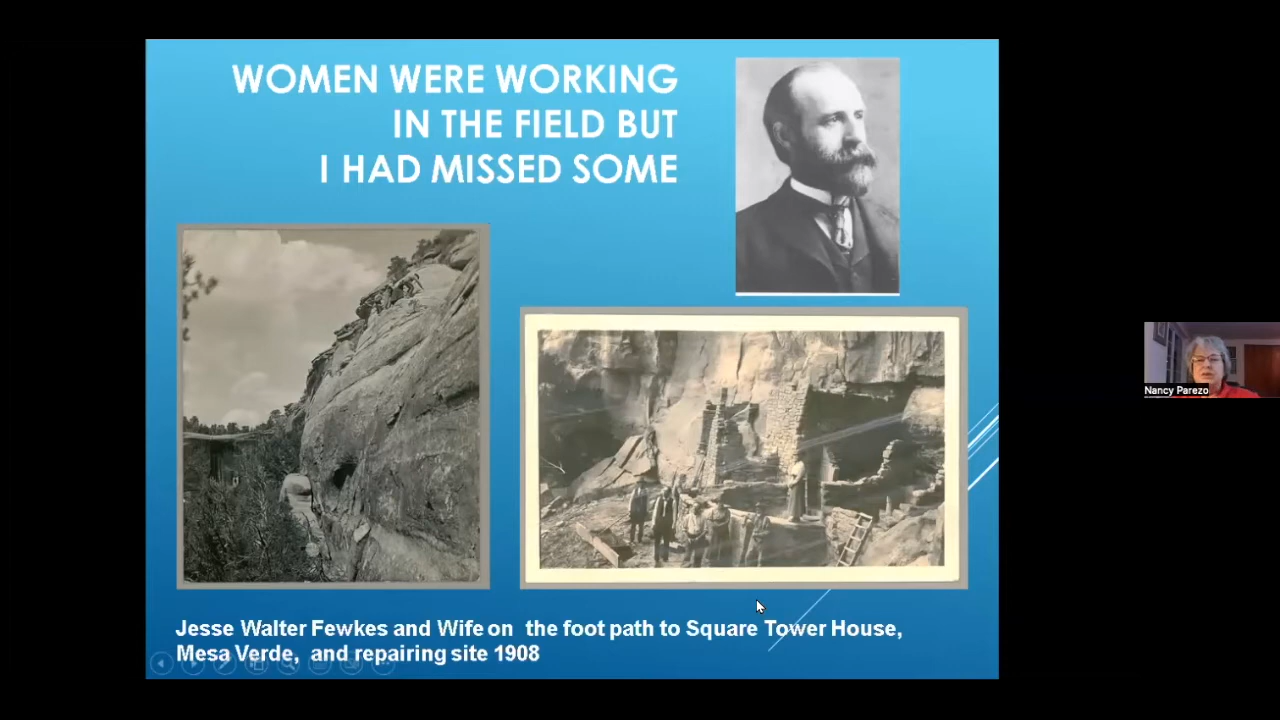 WOMEN WERE WORKING
IN THE FIELD BUT
I HAD MISSED SOME
Nancy Parezo
Jesse Walter Fewkes and Wife on the foot path to Square Tower House,
Mesa Verde, and repairing site 1908